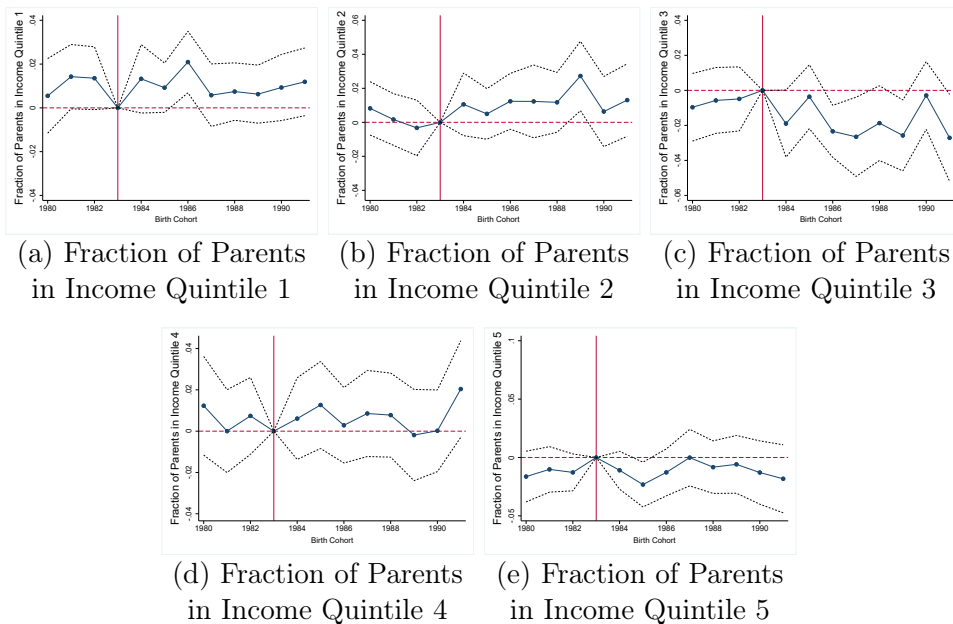 Fraction of Parents in Income Quintile 1
.04
.02
0
-.02
-.04
1980
1982
1984
1986
1988
1990
Birth Cohort
(a) Fraction of Parents
in Income Quintile 1
Fraction of Parents in Income Quintile 2
.06
.04
.02
0
-.02
-.04
1980
1982
1984
1986
1988
1990
Birth Cohort
(b) Fraction of Parents
in Income Quintile 2
Fraction of Parents in Income Quintile 3
.04
.02
0
-.02
-.04
-.06
1980
1982
1984
1986
1988
1990
Birth Cohort
(c) Fraction of Parents
in Income Quintile 3
Fraction of Parents in Income Quintile 4
.04
.02
0
-.02
-.04
1980
1982
1984
1986
1988
1990
Birth Cohort
(d) Fraction of Parents
in Income Quintile 4
Fraction of Parents in Income Quintile 5
.1
.05
0
-.05
1980
1982
1984
1986
1988
1990
Birth Cohort
(e) Fraction of Parents
in Income Quintile 5